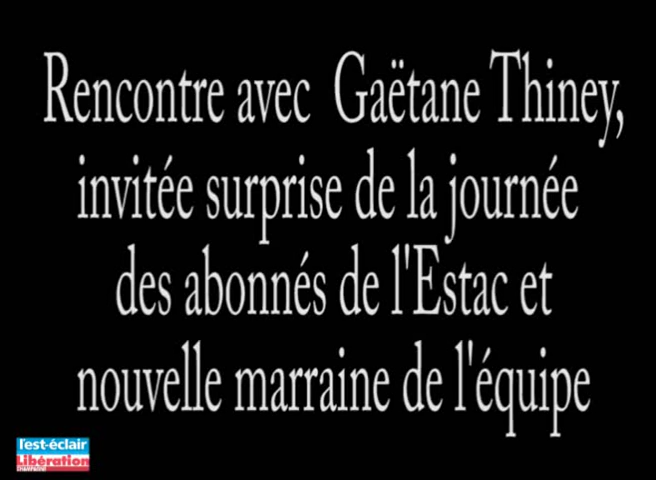 Rencontre avec Gaëtane Thiney,
invitée surprise de la journée
des abonnés de l'Estac et
nouvelle marraine de l'équipe
l'est-éclair
Libération